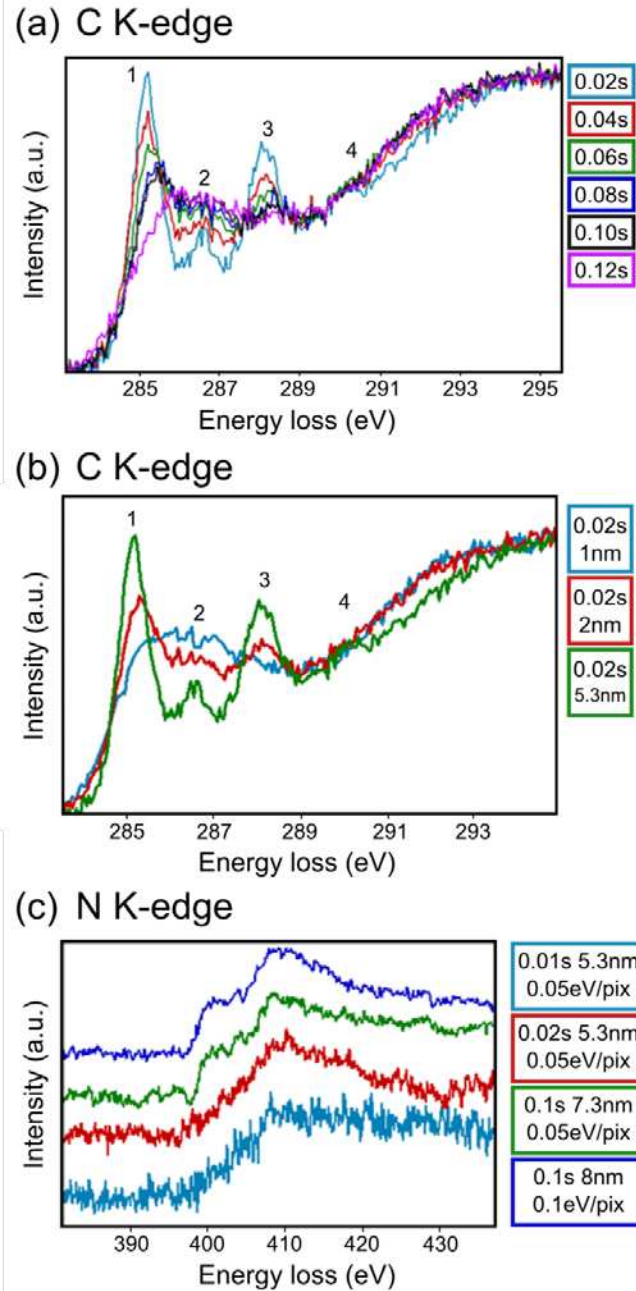 (a) C K-edge
1
2
3
4
0.02s
0.04s
0.06s
0.08s
0.10s
0.12s
Intensity (a.u.)
285 287 289 291 293 295
Energy loss (eV)
(b) C K-edge
1
2
3
4
0.02s
1nm
0.02s
2nm
0.02s
5.3nm
Intensity (a.u.)
285 287 289 291 293
Energy loss (eV)
(c) N K-edge
0.01s 5.3nm
0.05eV/pix
0.02s 5.3nm
0.05eV/pix
0.1s 7.3nm
0.05eV/pix
0.1s 8nm
0.1eV/pix
Intensity (a.u.)
390 400 410 420 430
Energy loss (eV)